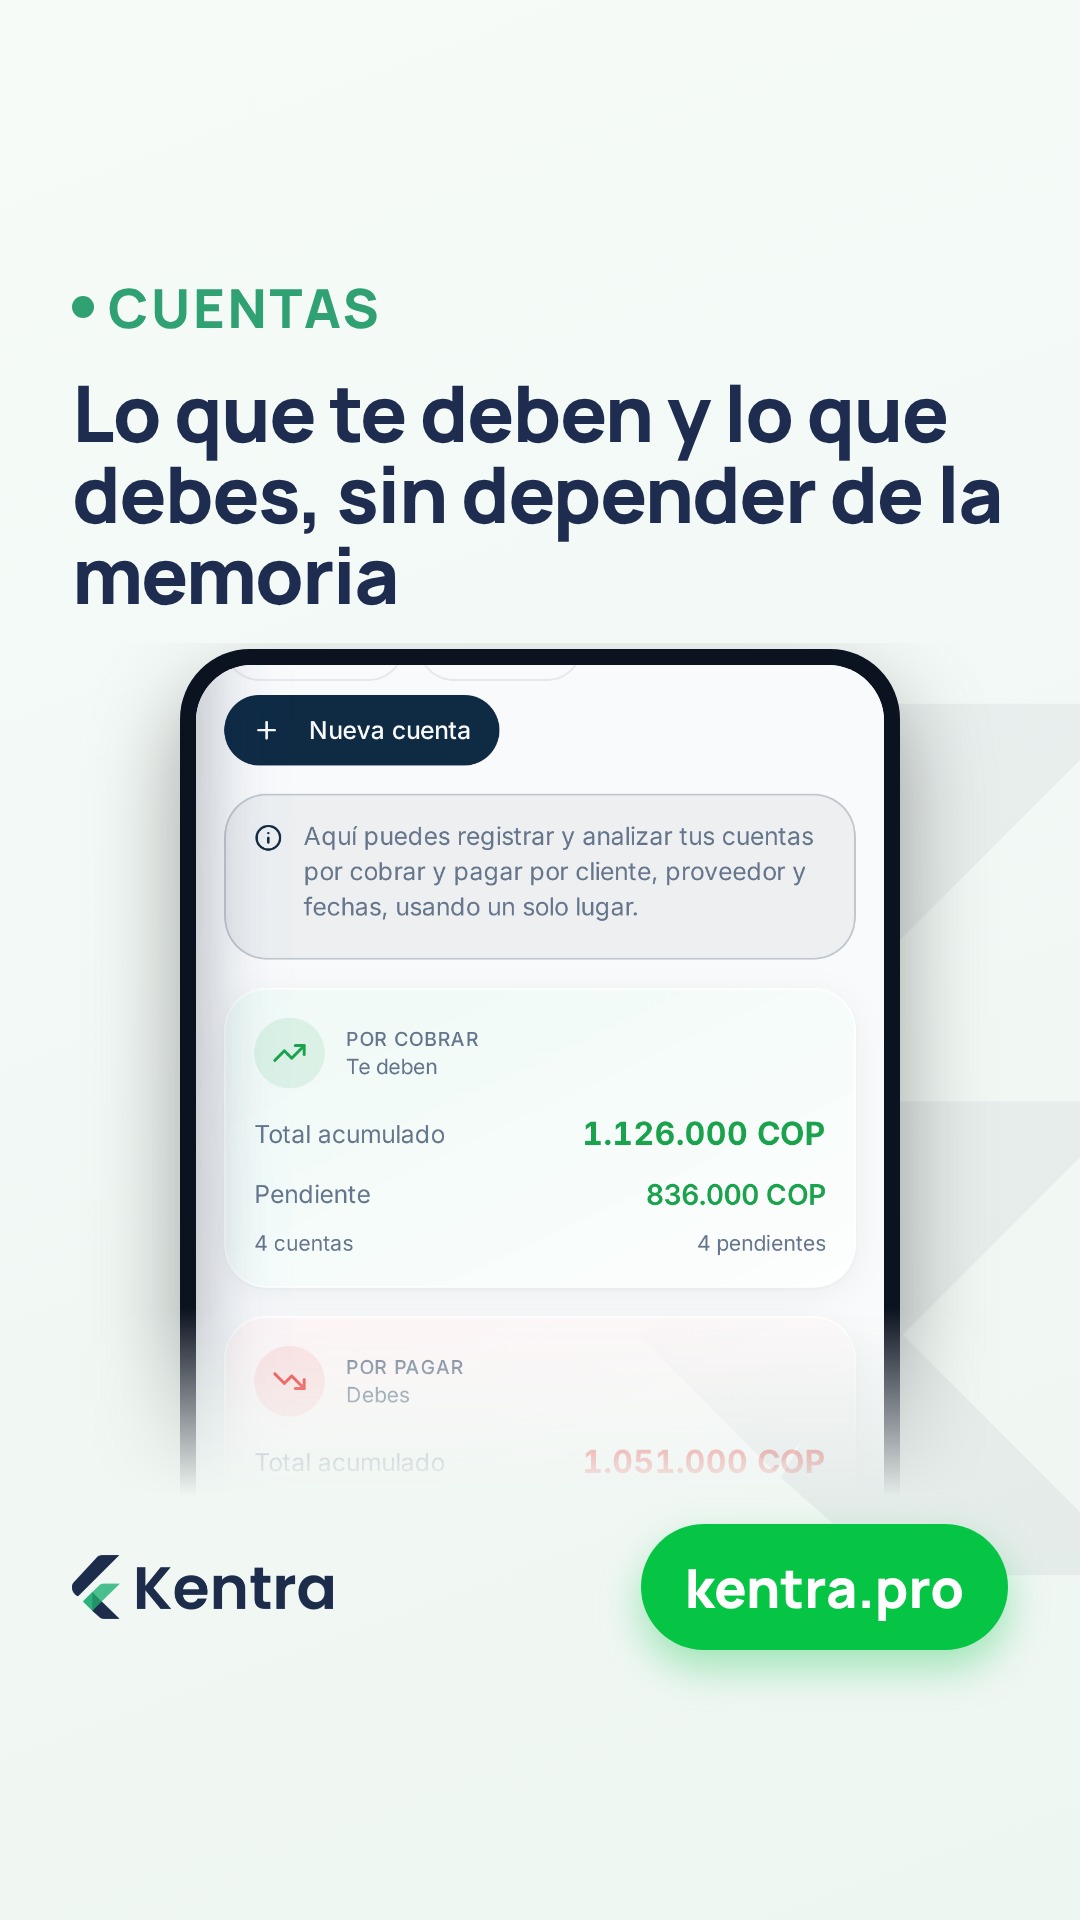 CUENTAS
Lo que te deben y lo que
debes, sin depender de la
memoria
+ Nueva cuenta
Aquí puedes registrar y analizar tus cuentas
por cobrar y pagar por cliente, proveedor y
fechas, usando un solo lugar.
POR COBRAR
Te deben
Total acumulado 1.126.000 COP
Pendiente 836.000 COP
4 cuentas 4 pendientes
POR PAGAR
Debes
Total acumulado 1.051.000 COP
Kentra kentra.pro